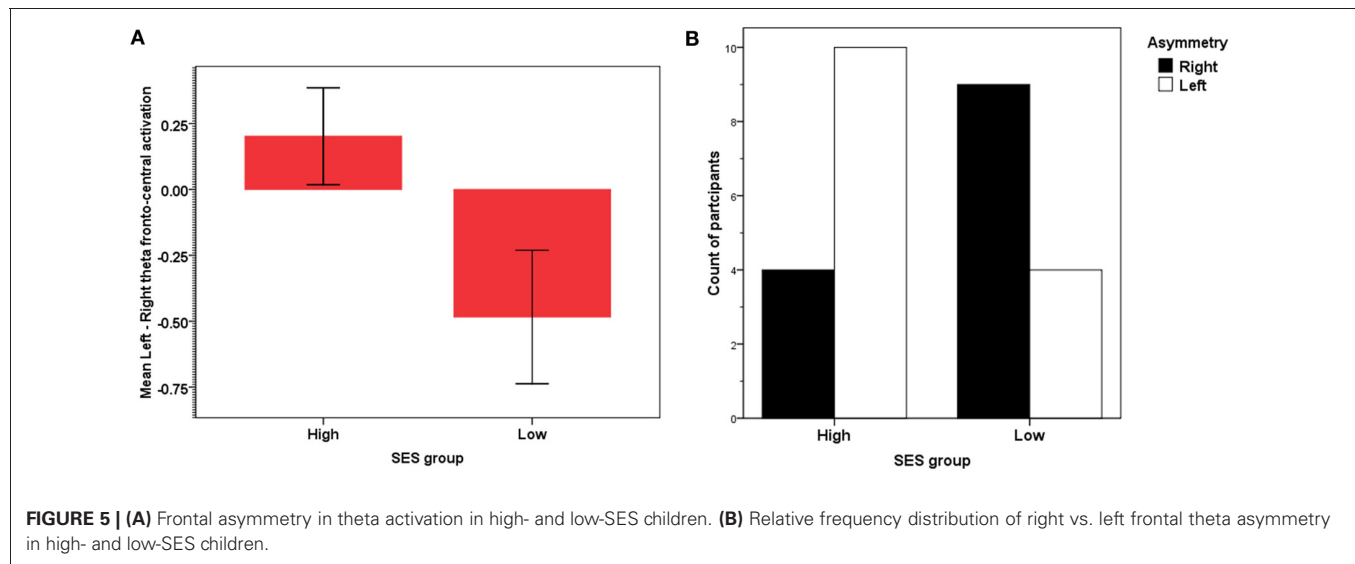 A
Mean Left - Right theta fronto-central activation
0.25
0.00
-0.25
-0.50
-0.75
High
Low
SES group
B
Count of partcipants
10
8
6
4
2
0
High
Low
SES group
Asymmetry
Right
Left
FIGURE 5 | (A) Frontal asymmetry in theta activation in high- and low-SES children. (B) Relative frequency distribution of right vs. left frontal theta asymmetry
in high- and low-SES children.